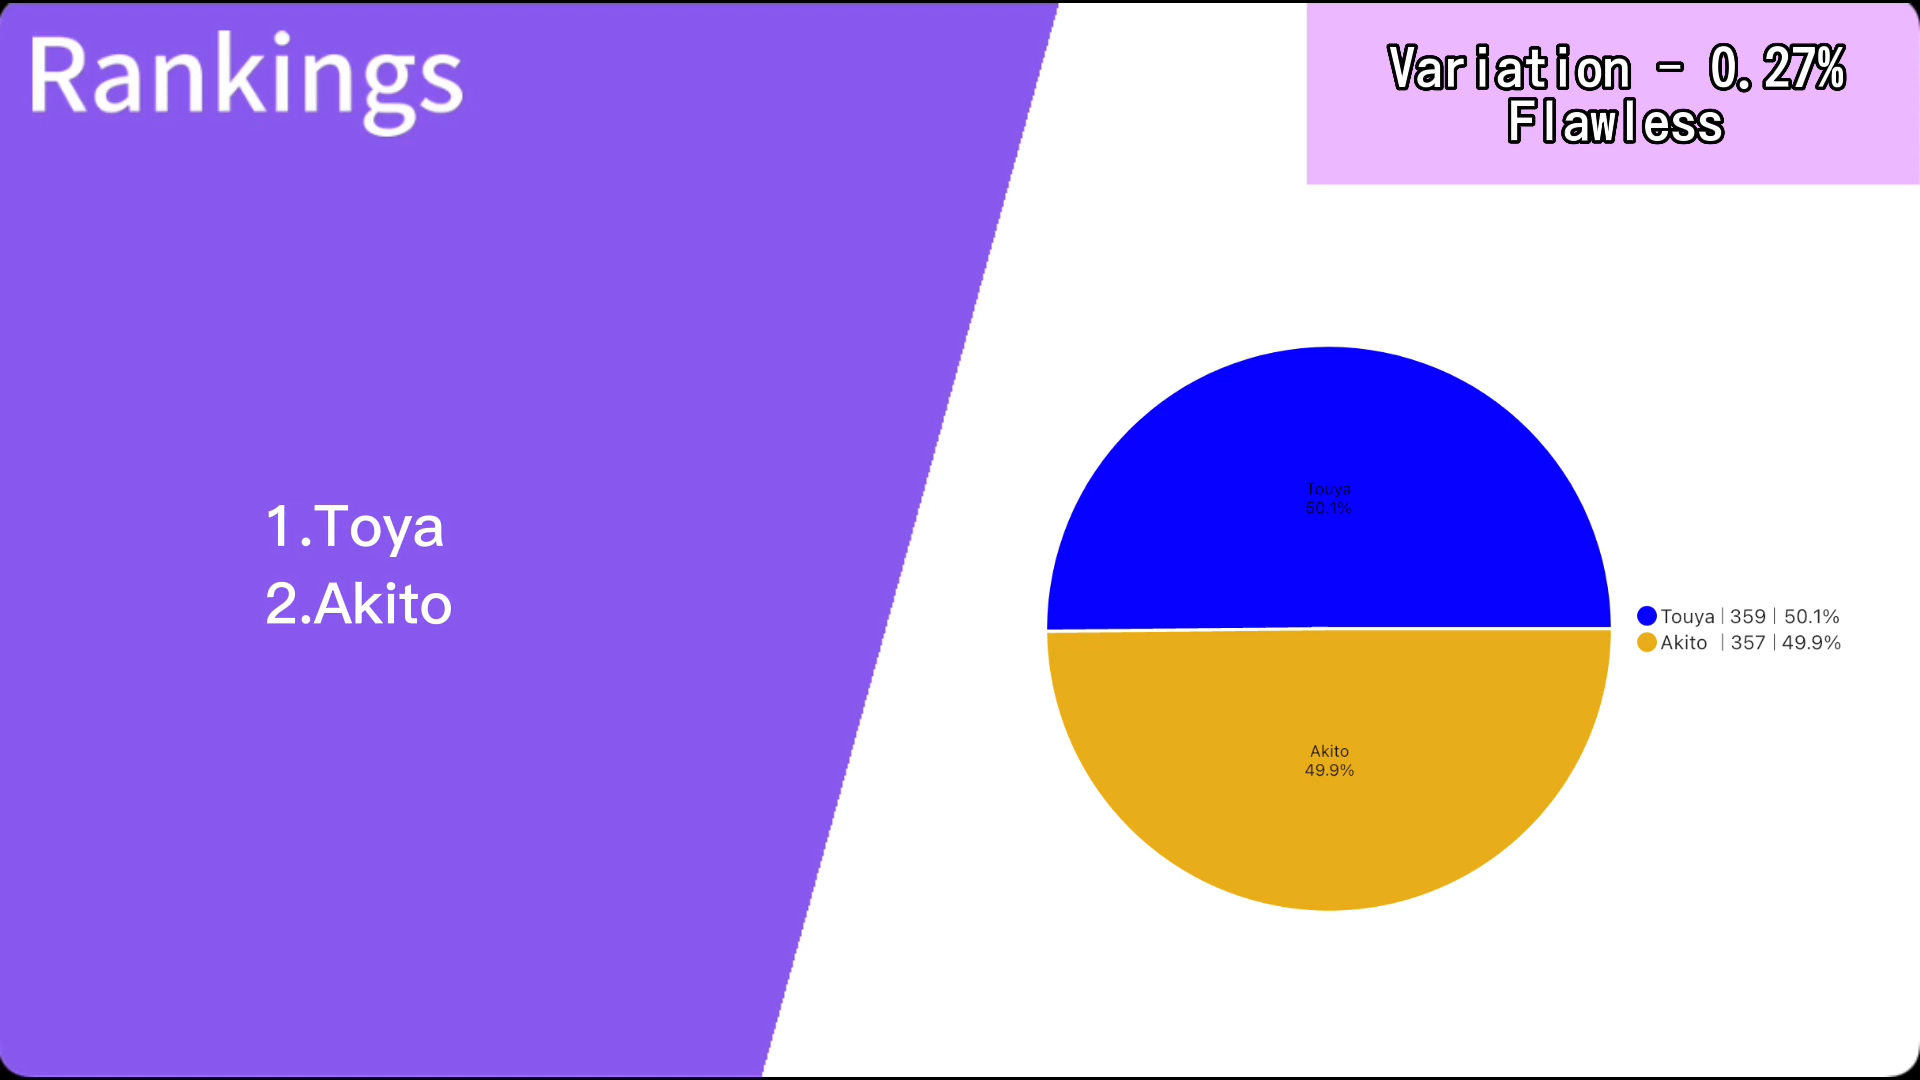 Rankings
Variation - 0.27%
Flawless
1.Toya
2.Akito
Touya
50.1%
Akito
49.9%
Touya | 359 | 50.1%
Akito | 357 | 49.9%